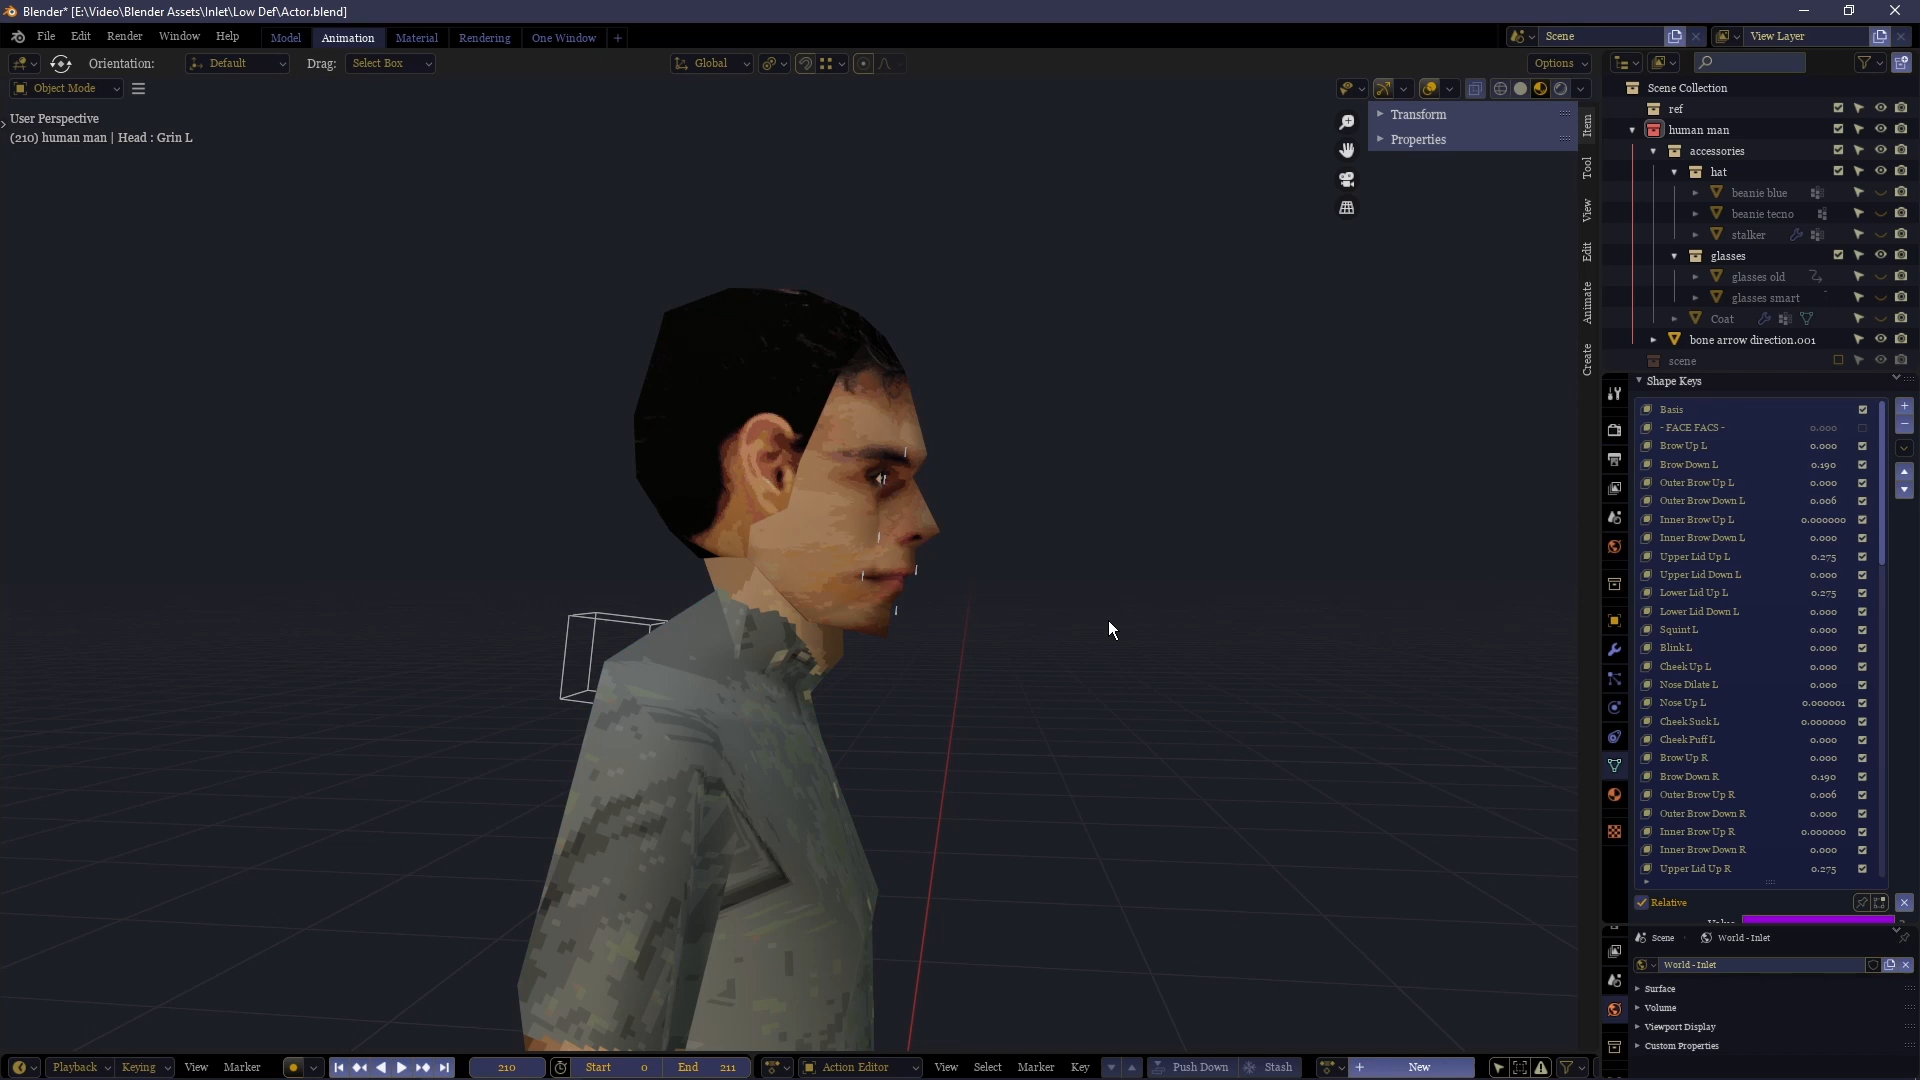 Blender* [E:\Video\Blender Assets\Inlet\Low Def\Actor.blend]
File Edit Render Window Help Model Animation Material Rendering One Window +
Scene View Layer
Orientation: Default Drag: Select Box Global Options
Object Mode
User Perspective
(210) human man | Head : Grin L
Transform
Properties
Item
Tool
View
Edit
Animate
Create
Scene Collection
ref
human man
accessories
hat
beanie blue
beanie tecno
stalker
glasses
glasses old
glasses smart
Coat
bone arrow direction.001
scene
Shape Keys
Basis
- FACE FACS - 0.000
Brow Up L 0.000
Brow Down L 0.190
Outer Brow Up L 0.000
Outer Brow Down L 0.006
Inner Brow Up L 0.000000
Inner Brow Down L 0.000
Upper Lid Up L 0.275
Upper Lid Down L 0.000
Lower Lid Up L 0.275
Lower Lid Down L 0.000
Squint L 0.000
Blink L 0.000
Cheek Up L 0.000
Nose Dilate L 0.000
Nose Up L 0.000001
Cheek Suck L 0.000000
Cheek Puff L 0.000
Brow Up R 0.000
Brow Down R 0.190
Outer Brow Up R 0.006
Outer Brow Down R 0.000
Inner Brow Up R 0.000000
Inner Brow Down R 0.000
Upper Lid Up R 0.275
Relative
Scene World-Inlet
World-Inlet
Surface
Volume
Viewport Display
Custom Properties
Playback Keying View Marker 210 Start 0 End 211 Action Editor View Select Marker Key Push Down Stash + New